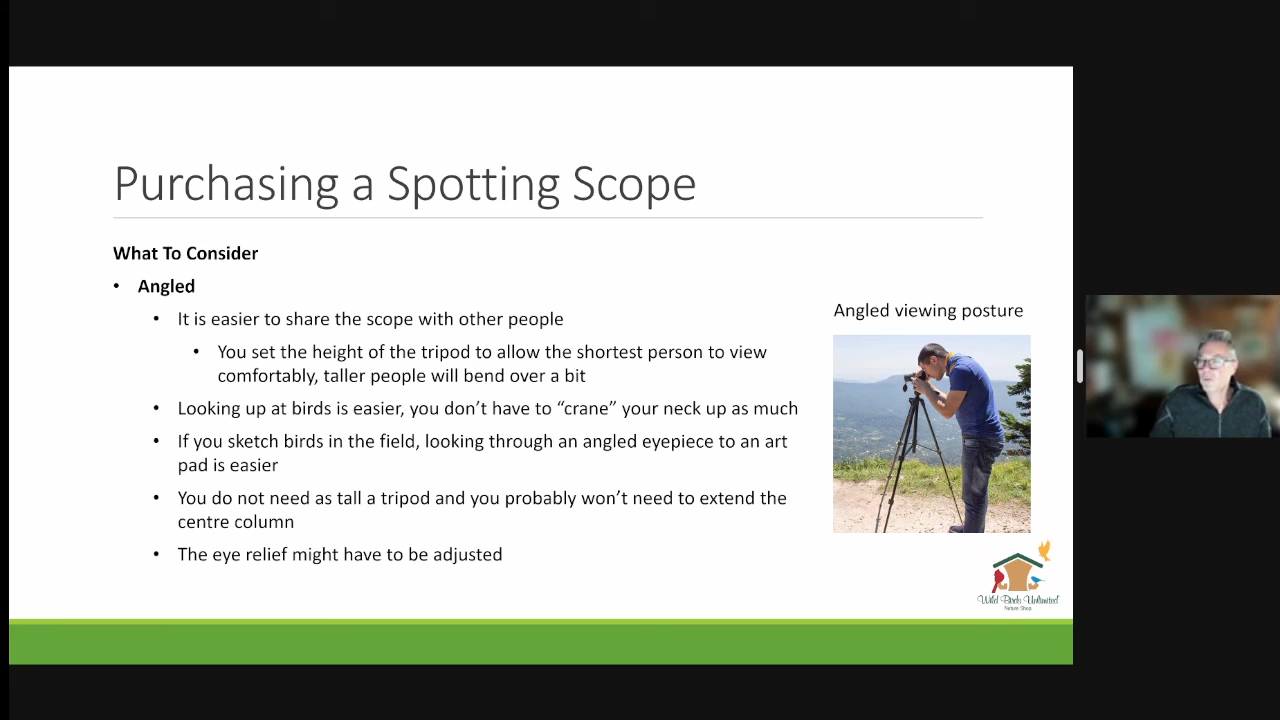 Purchasing a Spotting Scope
What To Consider
• Angled
• It is easier to share the scope with other people
• You set the height of the tripod to allow the shortest person to view
comfortably, taller people will bend over a bit
• Looking up at birds is easier, you don’t have to “crane” your neck up as much
• If you sketch birds in the field, looking through an angled eyepiece to an art
pad is easier
• You do not need as tall a tripod and you probably won’t need to extend the
centre column
• The eye relief might have to be adjusted
Angled viewing posture
Wild Birds Unlimited
Nature Shop